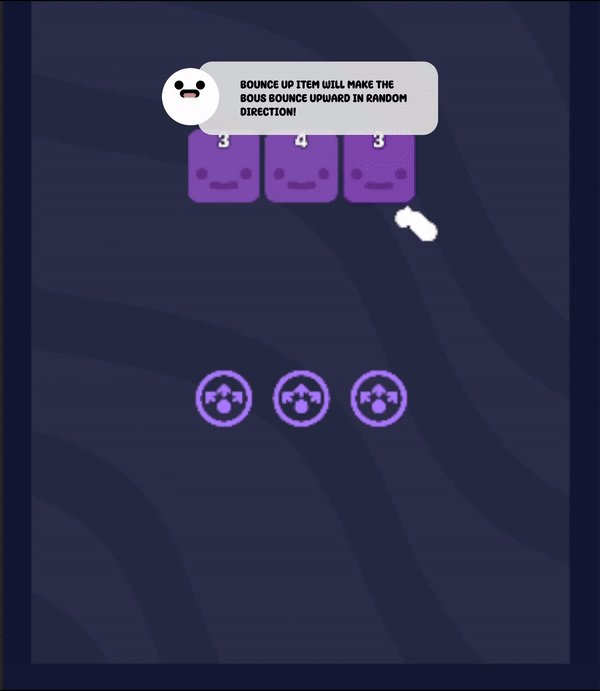 BOUNCE UP ITEM WILL MAKE THE
BOUS BOUNCE UPWARD IN RANDOM
DIRECTION!
3 4 3